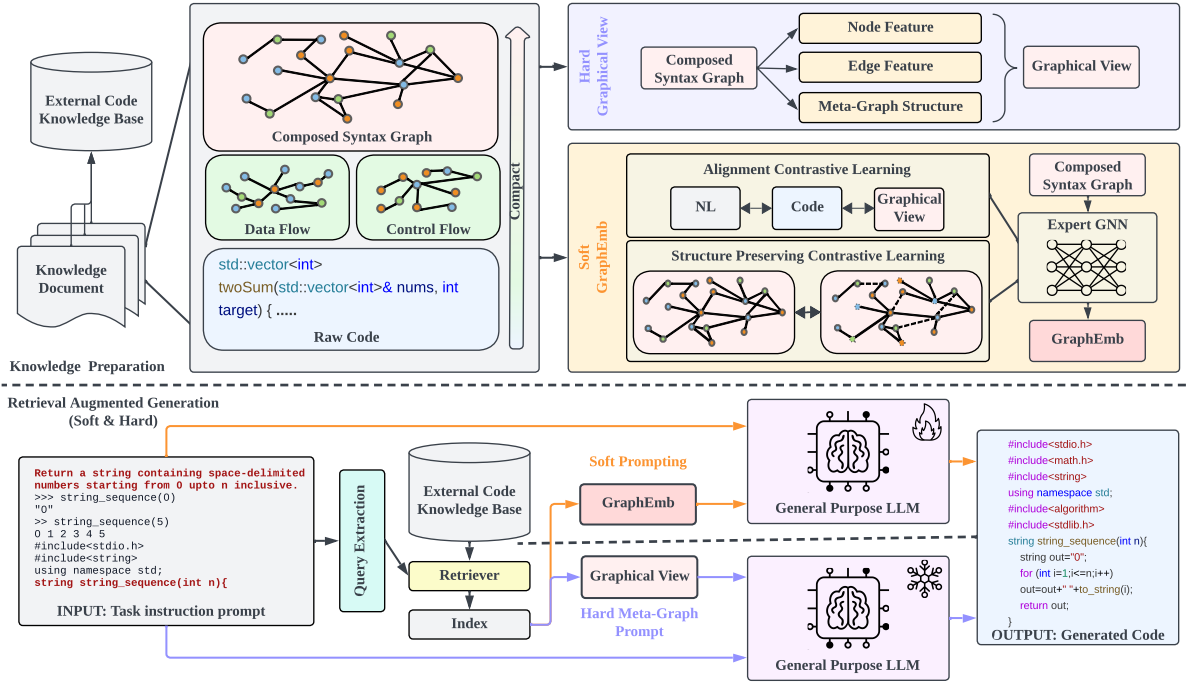 External Code
Knowledge Base
Knowledge
Document
Knowledge Preparation
Composed Syntax Graph
Data Flow
Control Flow
std::vector<int>
twoSum(std::vector<int>& nums, int
target) { .....
Raw Code
Compact
Hard
Graphical View
Composed
Syntax Graph
Node Feature
Edge Feature
Meta-Graph Structure
Graphical View
Soft
GraphEmb
Alignment Contrastive Learning
NL
Code
Graphical
View
Structure Preserving Contrastive Learning
Composed
Syntax Graph
Expert GNN
GraphEmb
Retrieval Augmented Generation
(Soft & Hard)
Return a string containing space-delimited
numbers starting from 0 upto n inclusive.
>>> string_sequence(0)
"0"
>> string_sequence(5)
0 1 2 3 4 5
#include<stdio.h>
#include<string>
using namespace std;
string string_sequence(int n){
INPUT: Task instruction prompt
Query Extraction
External Code
Knowledge Base
Retriever
Index
Soft Prompting
GraphEmb
Graphical View
Hard Meta-Graph
Prompt
General Purpose LLM
General Purpose LLM
#include<stdio.h>
#include<math.h>
#include<string>
using namespace std;
#include<algorithm>
#include<stdlib.h>
string string_sequence(int n){
string out="0";
for (int i=1;i<=n;i++)
out=out+" "+to_string(i);
return out;
}
OUTPUT: Generated Code